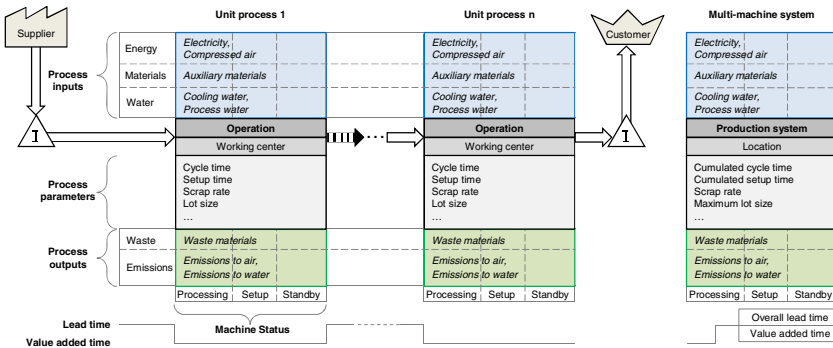 Unit process 1
Unit process n
Multi-machine system
Supplier
Customer
Process
inputs
Energy
Electricity,
Compressed air
Electricity,
Compressed air
Electricity,
Compressed air
Materials
Auxiliary materials
Auxiliary materials
Auxiliary materials
Water
Cooling water,
Process water
Cooling water,
Process water
Cooling water,
Process water
I
I
Operation
Operation
Production system
Working center
Working center
Location
...
Process
parameters
Cycle time
Setup time
Scrap rate
Lot size
...
Cycle time
Setup time
Scrap rate
Lot size
...
Cumulated cycle time
Cumulated setup time
Scrap rate
Maximum lot size
...
Process
outputs
Waste
Waste materials
Waste materials
Waste materials
Emissions
Emissions to air,
Emissions to water
Emissions to air,
Emissions to water
Emissions to air,
Emissions to water
Processing Setup Standby
Processing Setup Standby
Processing Setup Standby
Machine Status
Lead time
Value added time
Overall lead time
Value added time